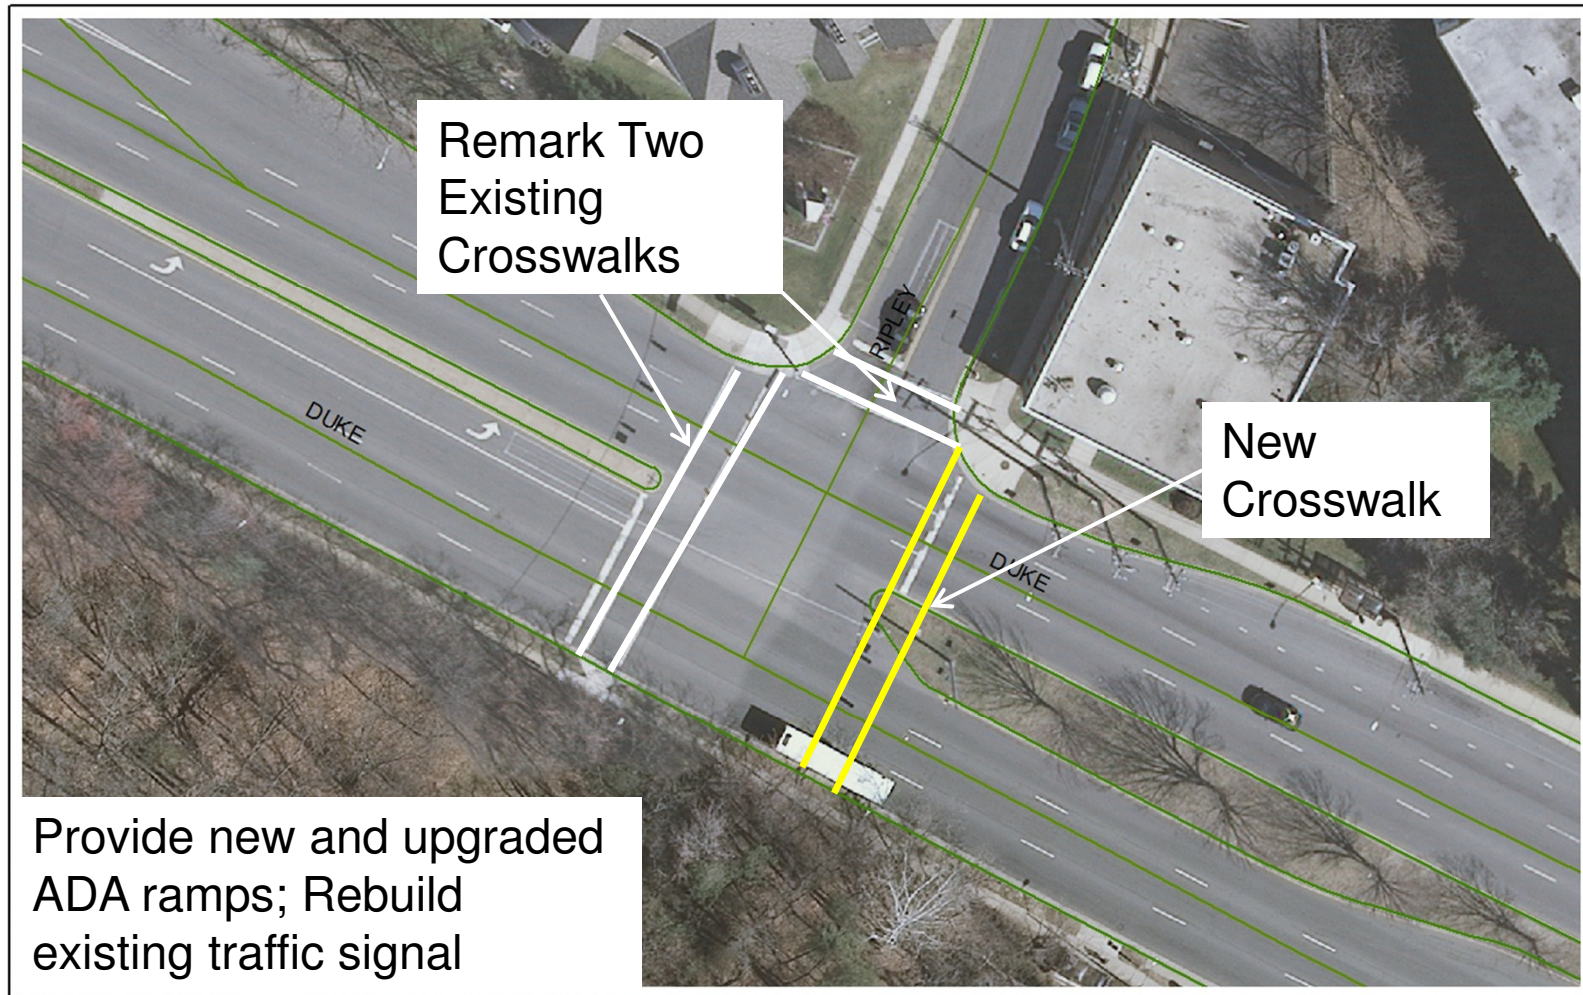 Remark Two
Existing
Crosswalks
RIPLEY
DUKE
New
Crosswalk
DUKE
Provide new and upgraded
ADA ramps; Rebuild
existing traffic signal